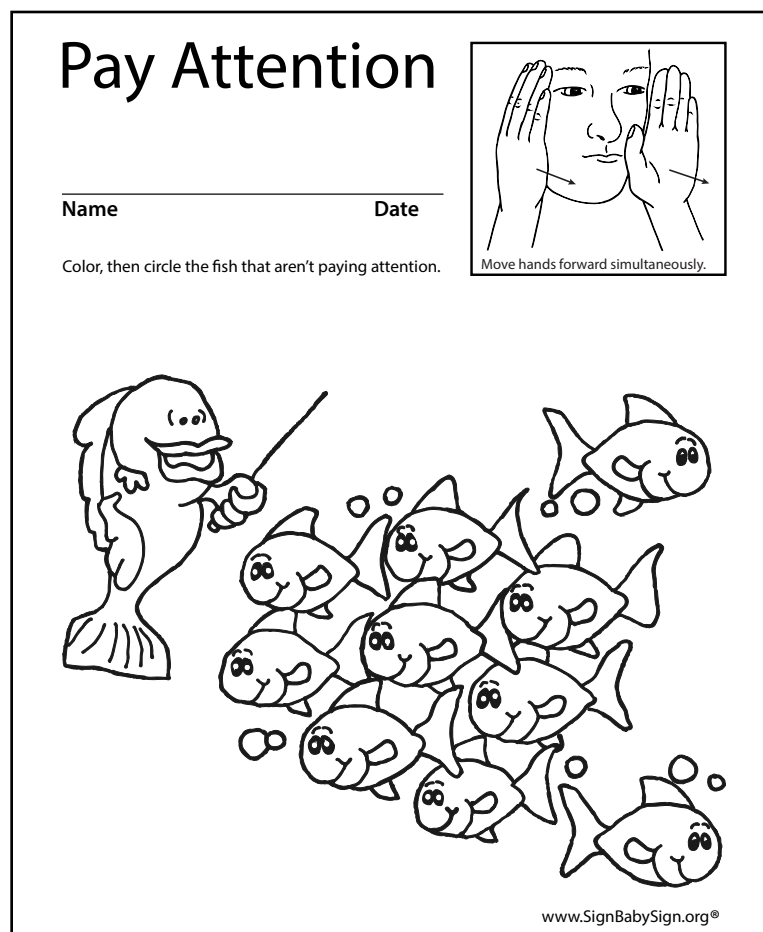 Pay Attention
Name Date
Color, then circle the fish that aren't paying attention.
Move hands forward simultaneously.
www.SignBabySign.org®